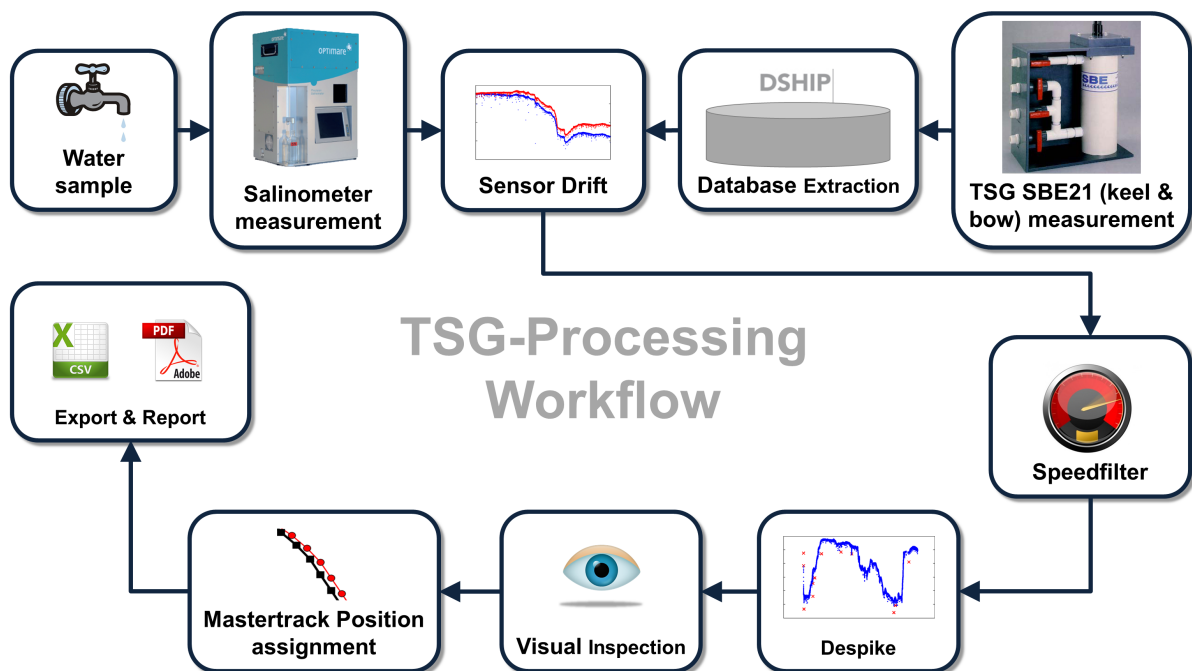 OPTIMARE
Water
sample
Salinometer
measurement
Sensor Drift
DSHIP
Database Extraction
SBE
TSG SBE21 (keel &
bow) measurement
TSG-Processing
Workflow
X
CSV
PDF
Adobe
Export & Report
Speedfilter
Mastertrack Position
assignment
Visual Inspection
Despike